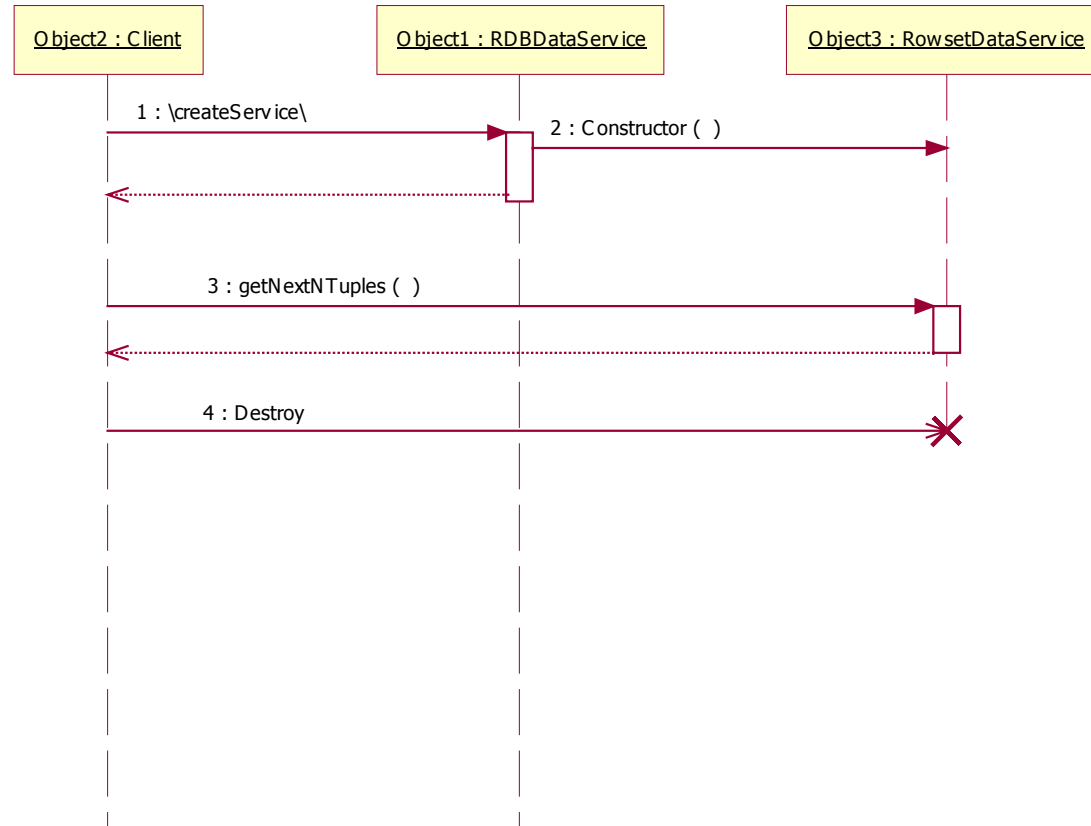 Object2 : Client
Object1 : RDBDataService
Object3 : RowsetDataService
1 : \createService\
2 : Constructor ( )
3 : getNextNTuples ( )
4 : Destroy